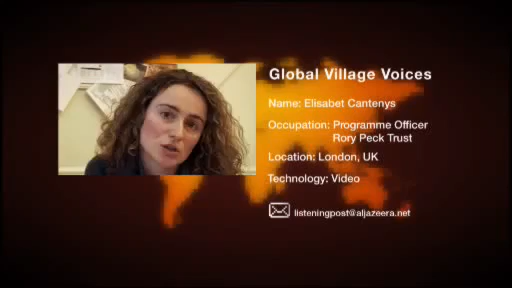 Global Village Voices
Name: Elisabet Cantenys
Occupation: Programme Officer
Rory Peck Trust
Location: London, UK
Technology: Video
listeningpost@aljazeera.net